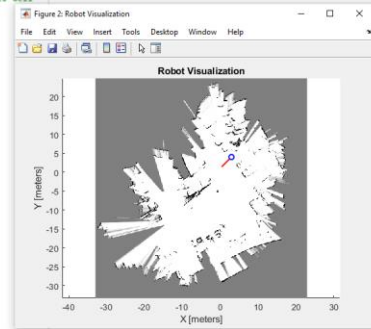 Figure 2: Robot Visualization
File Edit View Insert Tools Desktop Window Help
Robot Visualization
20
15
10
5
0
-5
-10
-15
-20
-25
-30
Y [meters]
-40 -30 -20 -10 0 10 20 30
X [meters]